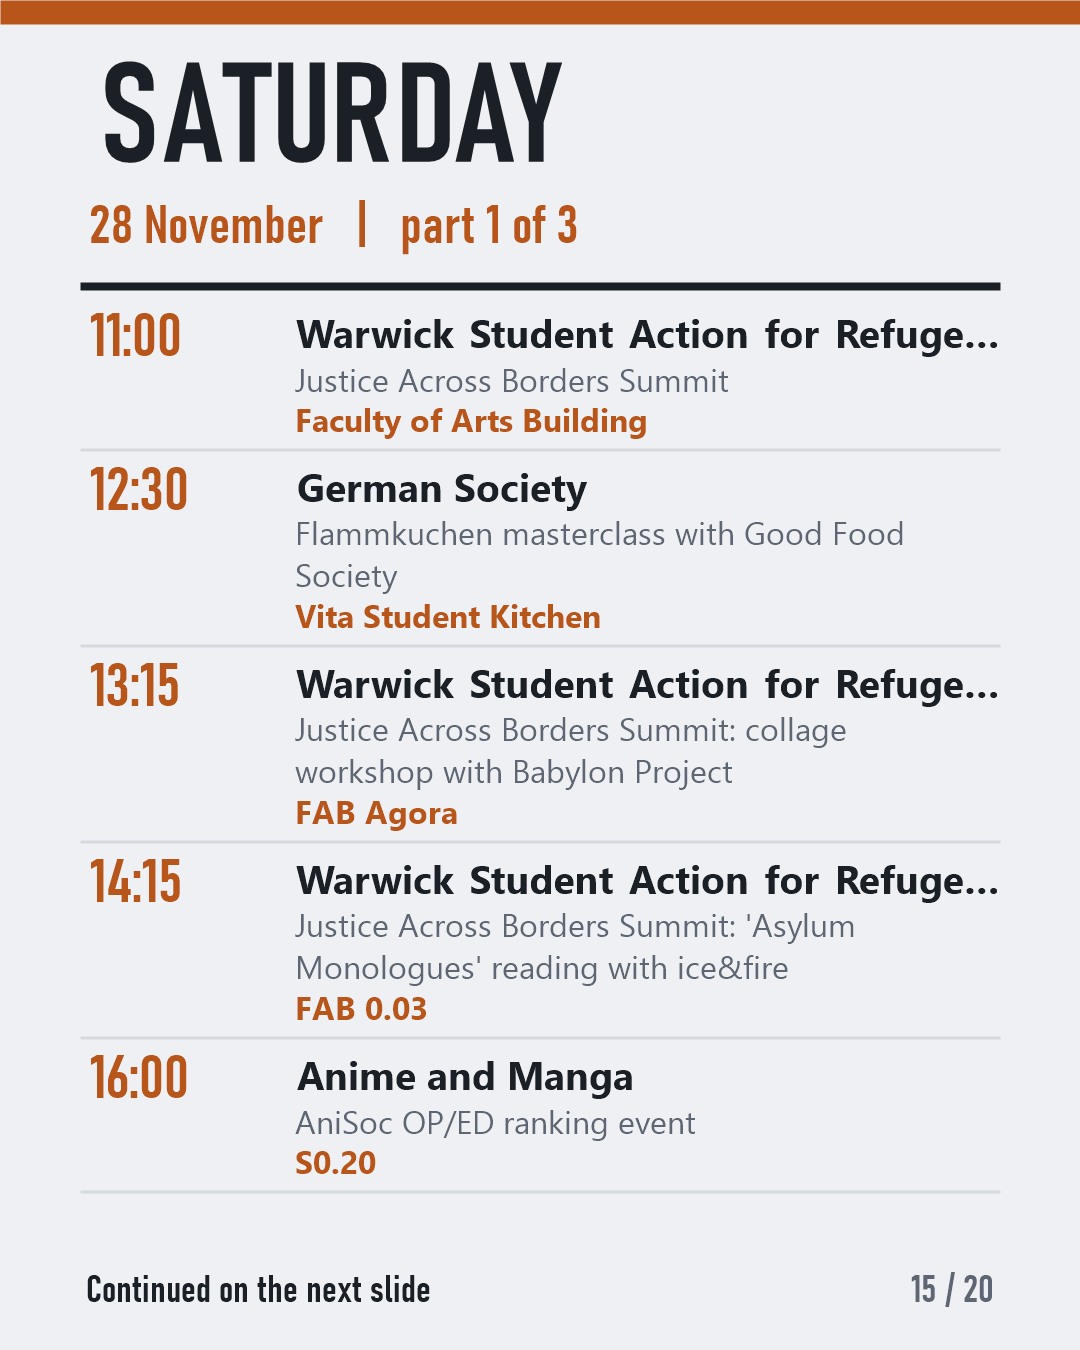 SATURDAY
28 November | part 1 of 3
11:00
Warwick Student Action for Refuge...
Justice Across Borders Summit
Faculty of Arts Building
12:30
German Society
Flammkuchen masterclass with Good Food
Society
Vita Student Kitchen
13:15
Warwick Student Action for Refuge...
Justice Across Borders Summit: collage
workshop with Babylon Project
FAB Agora
14:15
Warwick Student Action for Refuge...
Justice Across Borders Summit: 'Asylum
Monologues' reading with ice&fire
FAB 0.03
16:00
Anime and Manga
AniSoc OP/ED ranking event
S0.20
Continued on the next slide
15 / 20